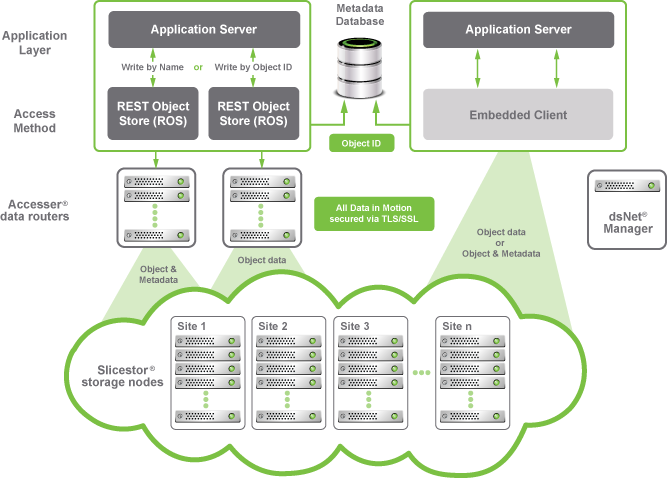 Metadata
Database
Application
Layer
Application Server
Application Server
Write by Name or Write by Object ID
Access
Method
REST Object
Store (ROS)
REST Object
Store (ROS)
Embedded Client
Object ID
Accesser®
data routers
All Data in Motion
secured via TLS/SSL
dsNet®
Manager
Object &
Metadata
Object data
Object data
or
Object & Metadata
Slicestor®
storage nodes
Site 1
Site 2
Site 3
Site n